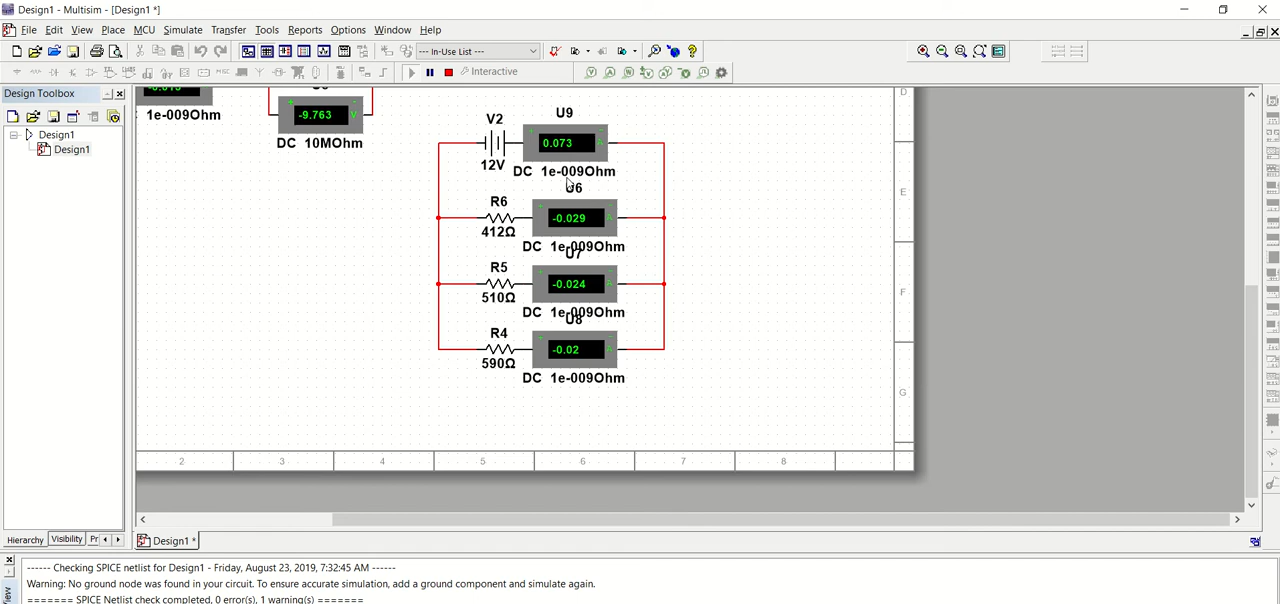 Design1 - Multisim - [Design1 *]
File Edit View Place MCU Simulate Transfer Tools Reports Options Window Help
--- In-Use List ---
Interactive
Design Toolbox
Design1
Design1
1e-009Ohm
-9.763 V
DC 10MOhm
V2
12V
U9
0.073 A
DC 1e-009Ohm
U6
R6
412Ω
-0.029 A
DC 1e-009Ohm
U7
R5
510Ω
-0.024 A
DC 1e-009Ohm
U8
R4
590Ω
-0.02 A
DC 1e-009Ohm
D
E
F
G
2 3 4 5 6 7 8
Hierarchy Visibility Pr
Design1 *
------ Checking SPICE netlist for Design1 - Friday, August 23, 2019, 7:32:45 AM ------
Warning: No ground node was found in your circuit. To ensure accurate simulation, add a ground component and simulate again.
======= SPICE Netlist check completed, 0 error(s), 1 warning(s) =======